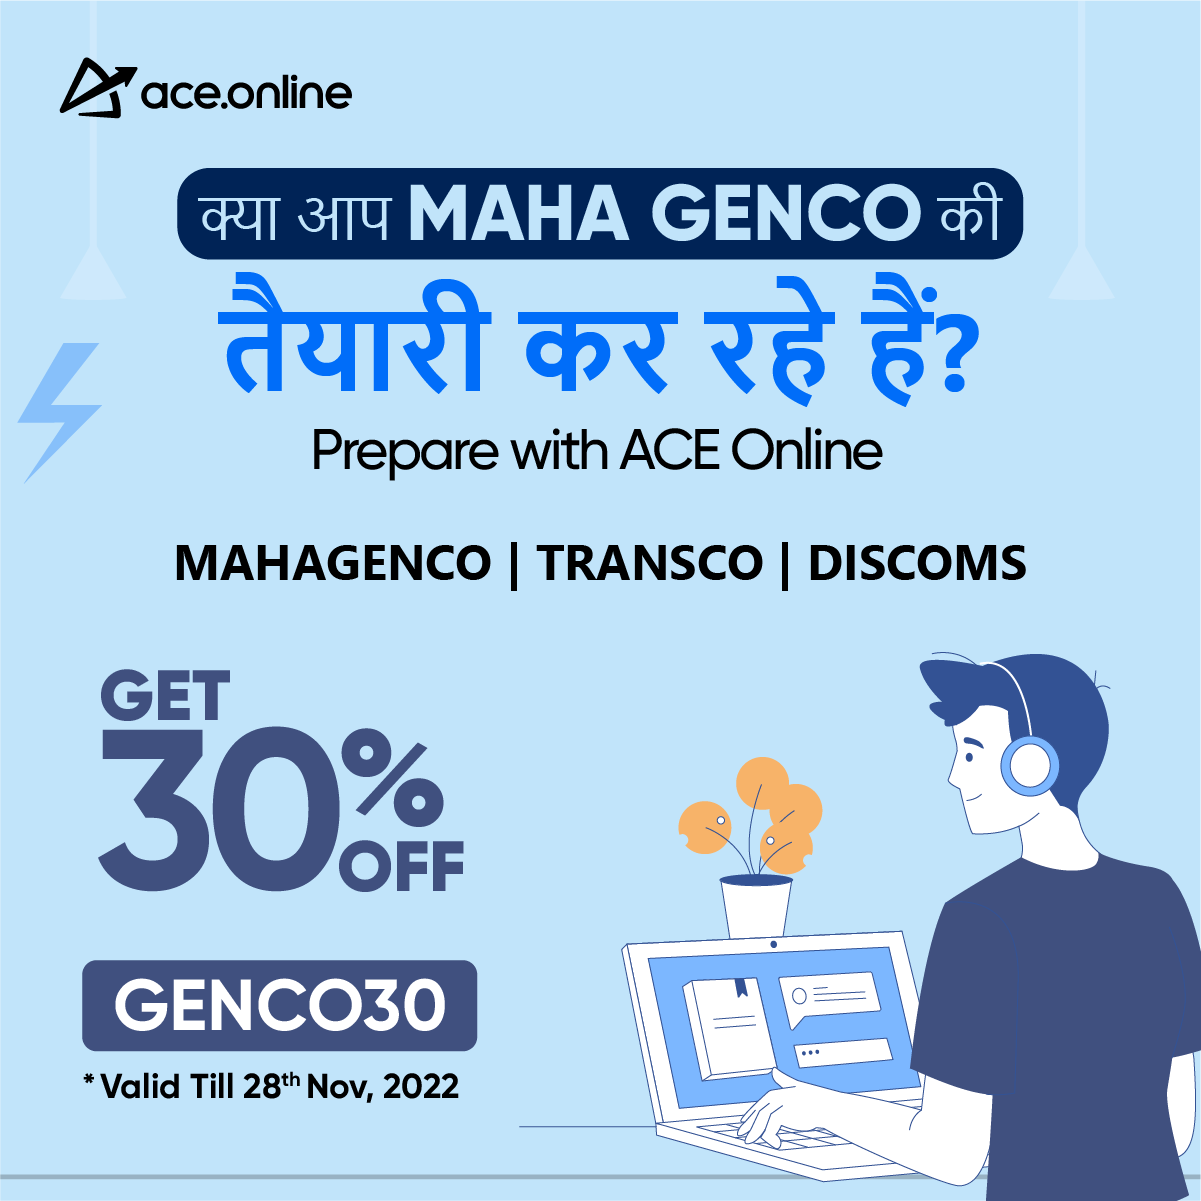 ace.online
क्या आप MAHA GENCO की
तैयारी कर रहे हैं?
Prepare with ACE Online
MAHAGENCO | TRANSCO | DISCOMS
GET
30%
OFF
GENCO30
* Valid Till 28th Nov, 2022